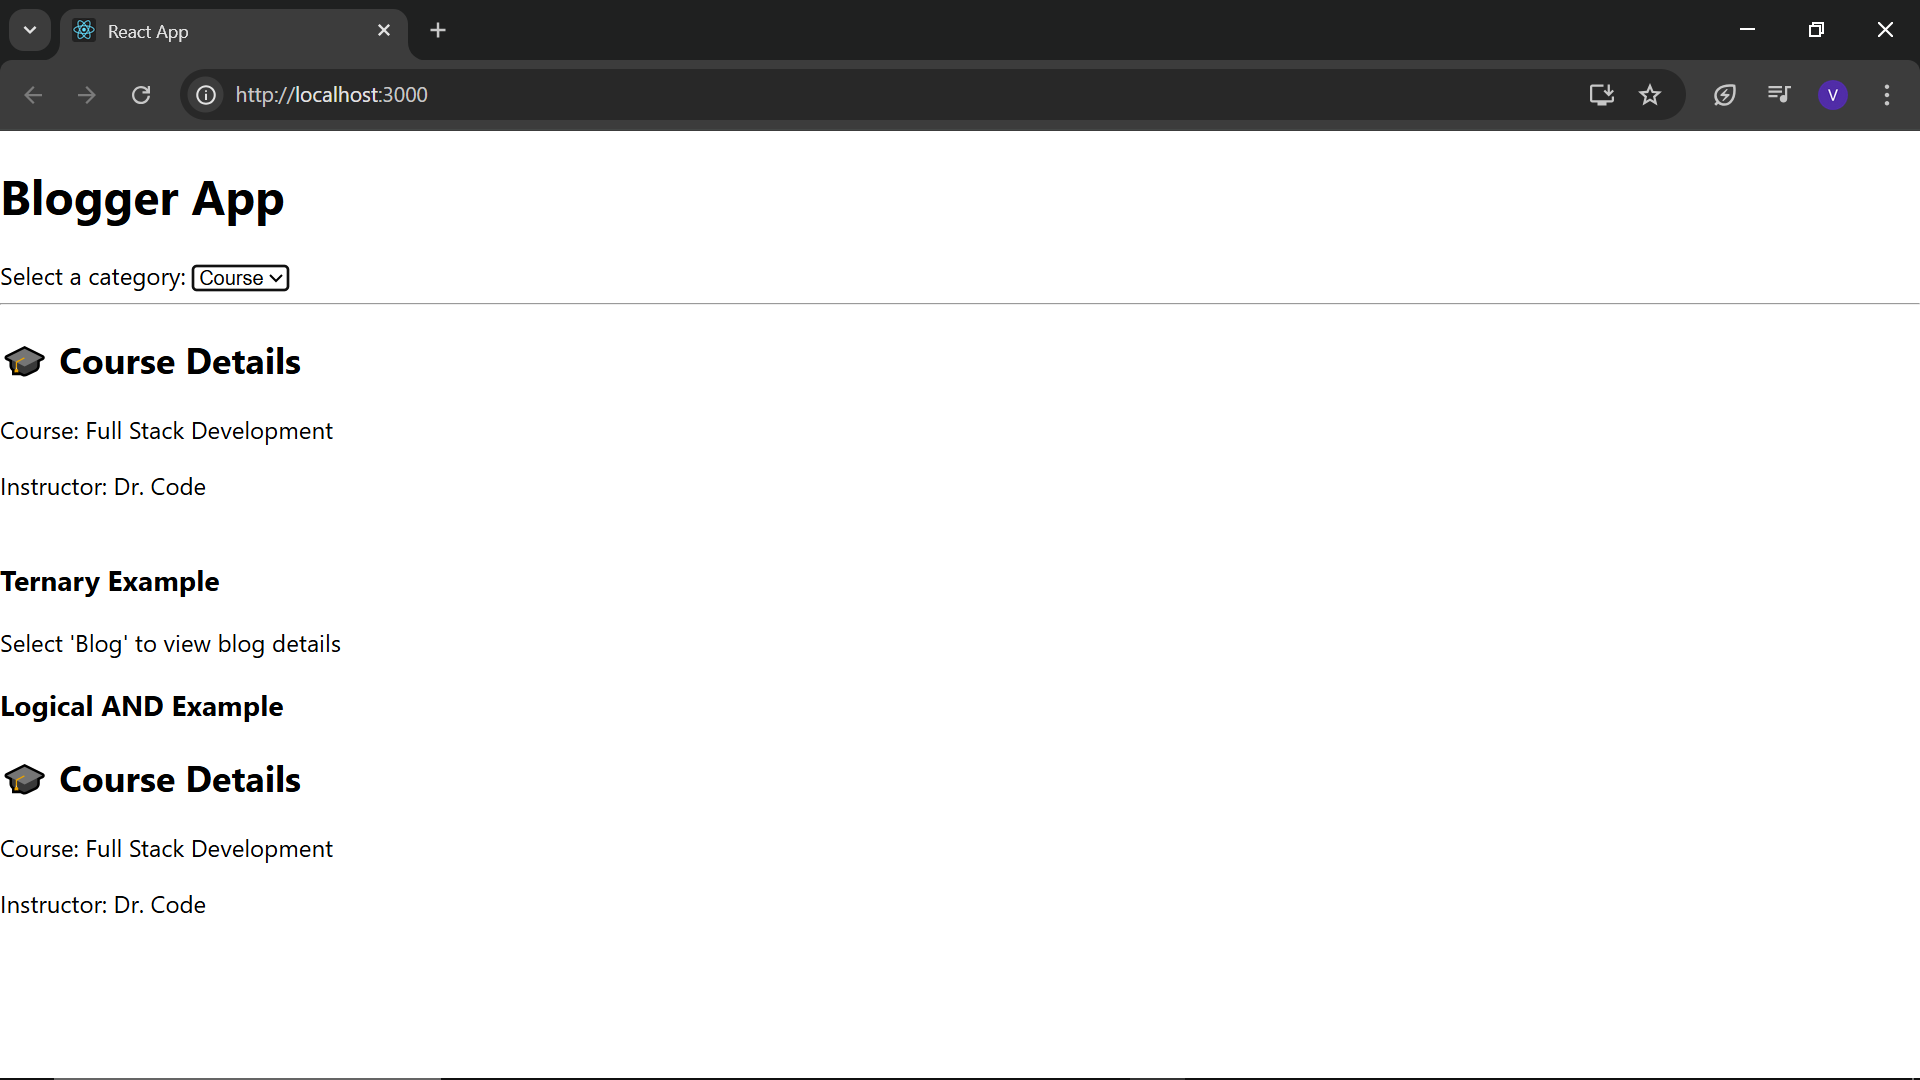 React App
http://localhost:3000
V
Blogger App
Select a category: Course
🎓 Course Details
Course: Full Stack Development
Instructor: Dr. Code
Ternary Example
Select 'Blog' to view blog details
Logical AND Example
🎓 Course Details
Course: Full Stack Development
Instructor: Dr. Code